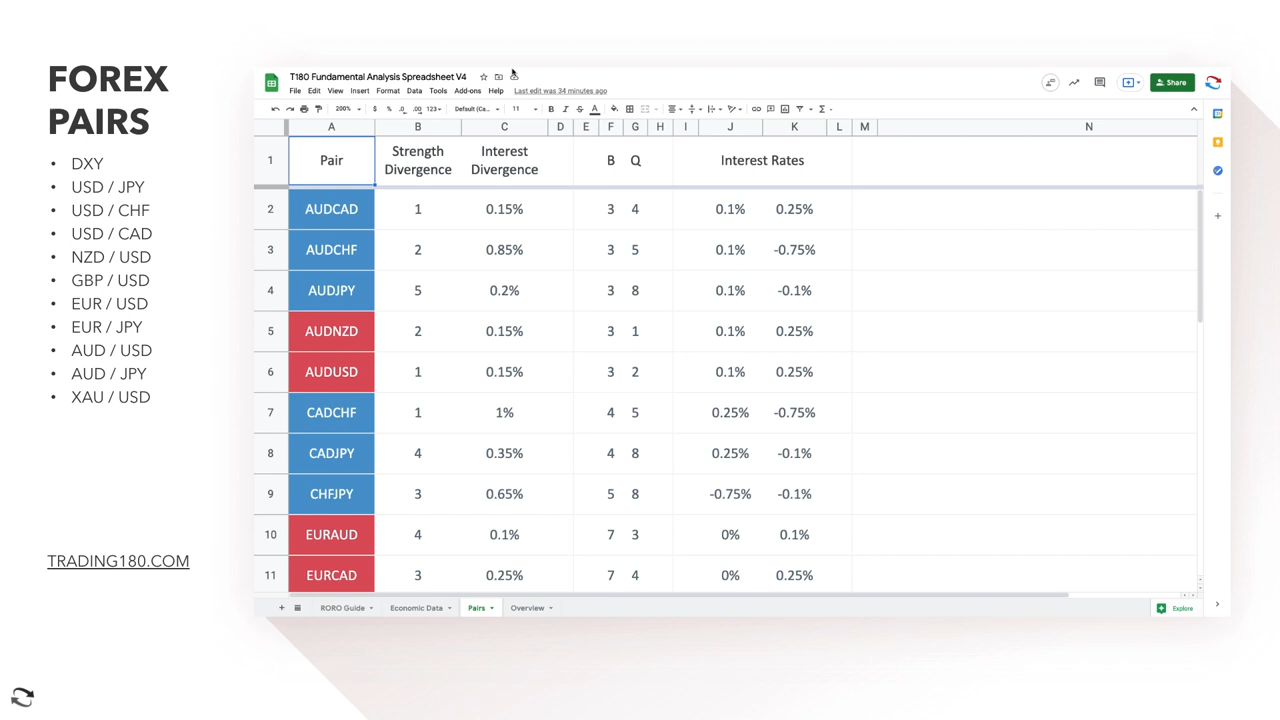 FOREX
PAIRS
• DXY
• USD / JPY
• USD / CHF
• USD / CAD
• NZD / USD
• GBP / USD
• EUR / USD
• EUR / JPY
• AUD / USD
• AUD / JPY
• XAU / USD
TRADING180.COM
T180 Fundamental Analysis Spreadsheet V4
File Edit View Insert Format Data Tools Add-ons Help Last edit was 34 minutes ago
Share
200% $ % .0 .00 123 Default (Ca... 11 B I S A
A B C D E F G H I J K L M N
1 Pair Strength Divergence Interest Divergence B Q Interest Rates
2 AUDCAD 1 0.15% 3 4 0.1% 0.25%
3 AUDCHF 2 0.85% 3 5 0.1% -0.75%
4 AUDJPY 5 0.2% 3 8 0.1% -0.1%
5 AUDNZD 2 0.15% 3 1 0.1% 0.25%
6 AUDUSD 1 0.15% 3 2 0.1% 0.25%
7 CADCHF 1 1% 4 5 0.25% -0.75%
8 CADJPY 4 0.35% 4 8 0.25% -0.1%
9 CHFJPY 3 0.65% 5 8 -0.75% -0.1%
10 EURAUD 4 0.1% 7 3 0% 0.1%
11 EURCAD 3 0.25% 7 4 0% 0.25%
+ RORO Guide Economic Data Pairs Overview Explore